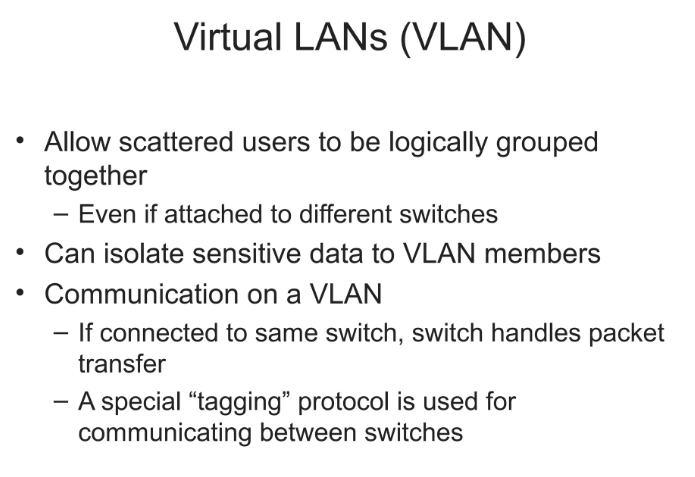 Virtual LANs (VLAN)
• Allow scattered users to be logically grouped
together
– Even if attached to different switches
• Can isolate sensitive data to VLAN members
• Communication on a VLAN
– If connected to same switch, switch handles packet
transfer
– A special “tagging” protocol is used for
communicating between switches